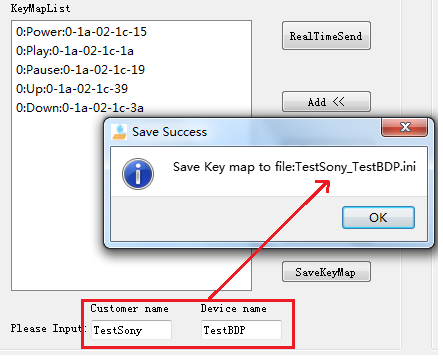 KeyMapList
0:Power:0-1a-02-1c-15
0:Play:0-1a-02-1c-1a
0:Pause:0-1a-02-1c-19
0:Up:0-1a-02-1c-39
0:Down:0-1a-02-1c-3a
RealTimeSend
Add <<
Save Success
Save Key map to file:TestSony_TestBDP.ini
OK
SaveKeyMap
Customer name Device name
Please Input: TestSony TestBDP